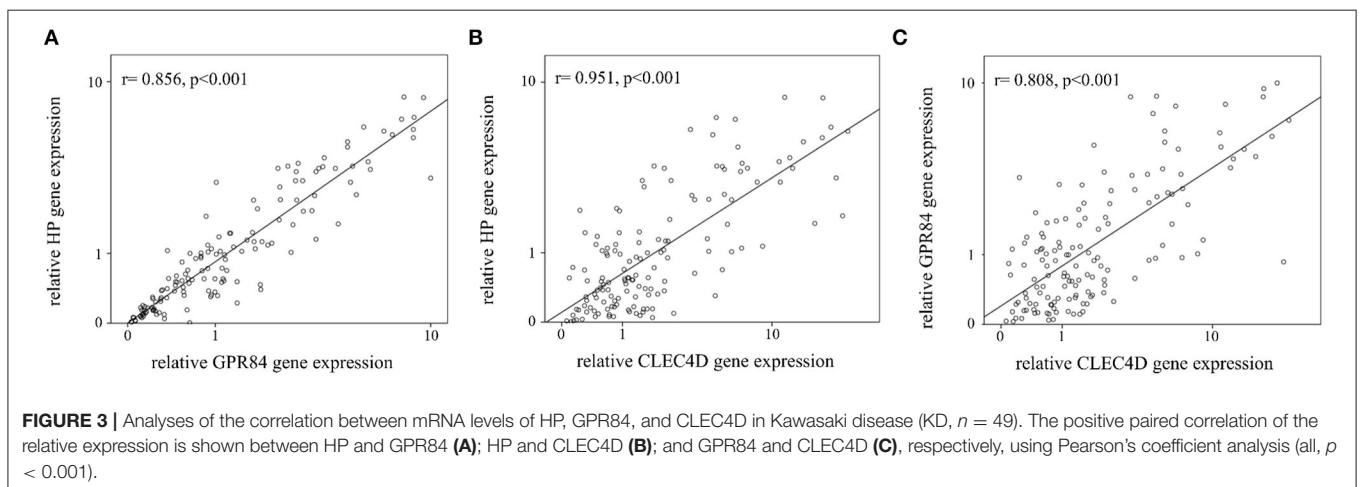 A
B
C
r= 0.856, p<0.001
r= 0.951, p<0.001
r= 0.808, p<0.001
10
1
0
relative HP gene expression
0
1
10
relative GPR84 gene expression
10
1
0
relative HP gene expression
0
1
10
relative CLEC4D gene expression
10
1
0
relative GPR84 gene expression
0
1
10
relative CLEC4D gene expression
FIGURE 3 | Analyses of the correlation between mRNA levels of HP, GPR84, and CLEC4D in Kawasaki disease (KD, n = 49). The positive paired correlation of the
relative expression is shown between HP and GPR84 (A); HP and CLEC4D (B); and GPR84 and CLEC4D (C), respectively, using Pearson's coefficient analysis (all, p
< 0.001).